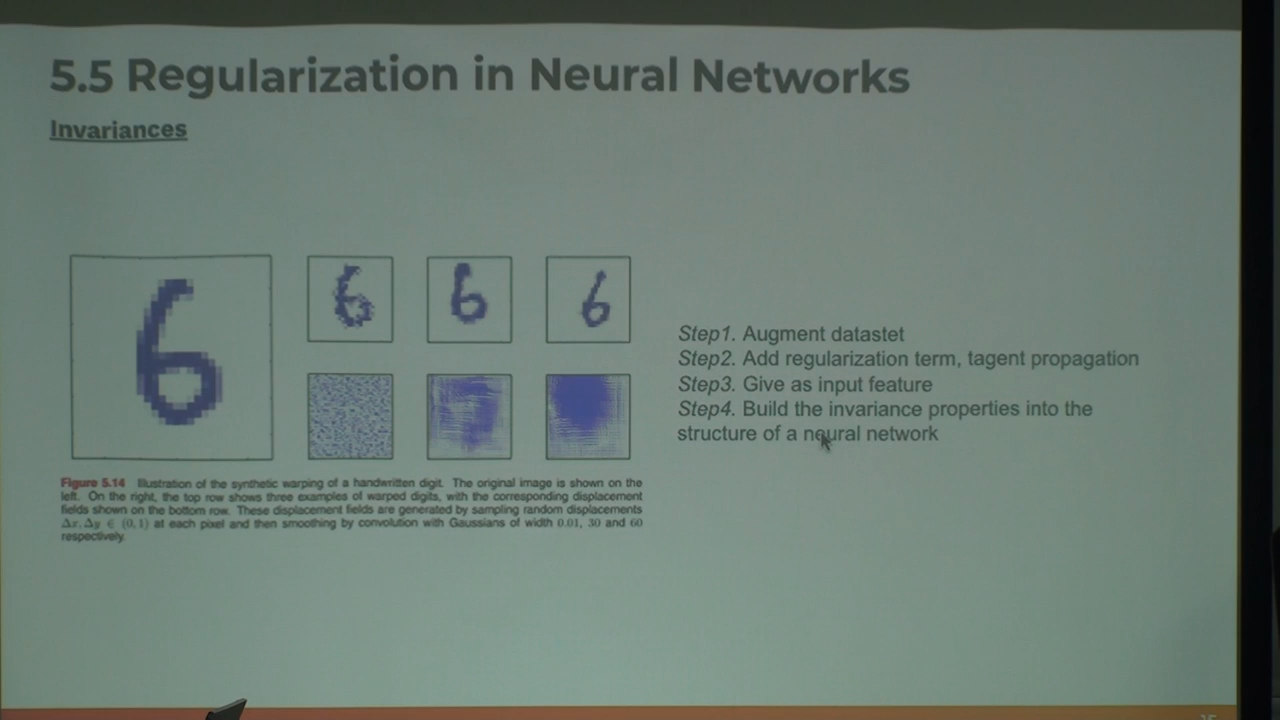 5.5 Regularization in Neural Networks
Invariances
Step1. Augment datastet
Step2. Add regularization term, tagent propagation
Step3. Give as input feature
Step4. Build the invariance properties into the
structure of a neural network
Figure 5.14 Illustration of the synthetic warping of a handwritten digit. The original image is shown on the
left. On the right, the top row shows three examples of warped digits, with the corresponding displacement
fields shown on the bottom row. These displacement fields are generated by sampling random displacements
Δx, Δy ∈ (0, 1) at each pixel and then smoothing by convolution with Gaussians of width 0.01, 30 and 60
respectively.